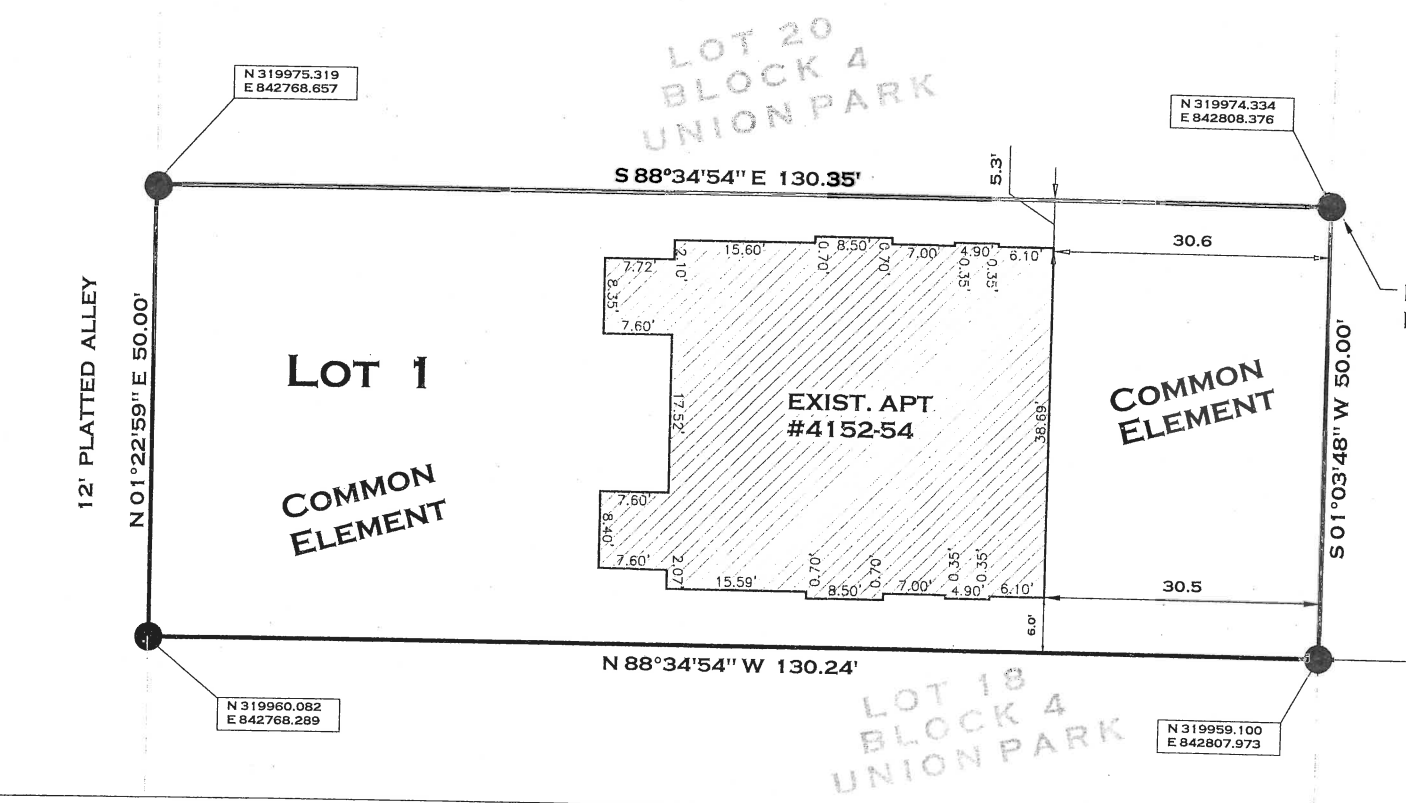 LOT 20
BLOCK 4
UNION PARK
N 319975.319
E 842768.657
N 319974.334
E 842808.376
S 88°34'54" E 130.35'
5.3'
30.6
15.60'
0.70'
8.50'
0.70'
7.00'
4.90'
0.35'
0.35'
6.10'
2.10'
7.72'
8.35'
7.60'
12' PLATTED ALLEY
N 01°22'59" E 50.00'
LOT 1
COMMON
ELEMENT
17.52'
EXIST. APT
#4152-54
38.69'
COMMON
ELEMENT
S 01°03'48" W 50.00'
7.60'
8.40'
7.60'
2.07'
15.59'
0.70'
8.50'
0.70'
7.00'
0.35'
4.90'
0.35'
6.10'
30.5
6.0'
N 88°34'54" W 130.24'
N 319960.082
E 842768.289
LOT 18
BLOCK 4
UNION PARK
N 319959.100
E 842807.973